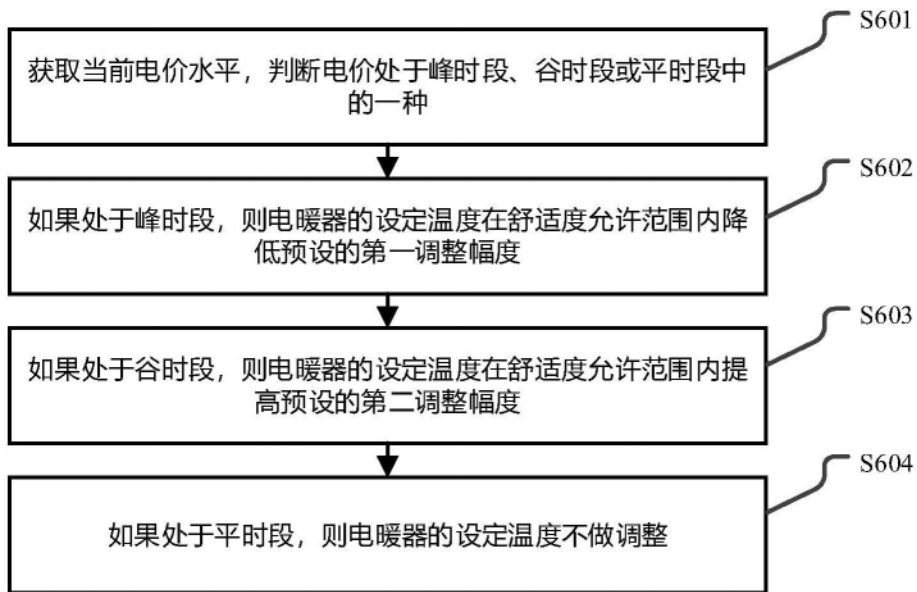 S601
获取当前电价水平，判断电价处于峰时段、谷时段或平时段中
的一种
S602
如果处于峰时段，则电暖器的设定温度在舒适度允许范围内降
低预设的第一调整幅度
S603
如果处于谷时段，则电暖器的设定温度在舒适度允许范围内提
高预设的第二调整幅度
S604
如果处于平时段，则电暖器的设定温度不做调整